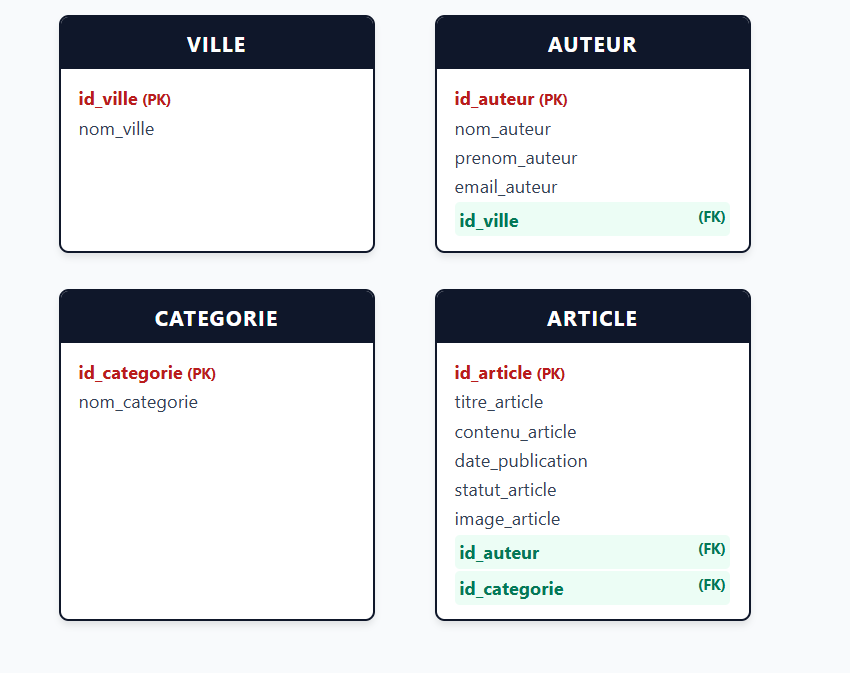 VILLE
id_ville (PK)
nom_ville
AUTEUR
id_auteur (PK)
nom_auteur
prenom_auteur
email_auteur
id_ville (FK)
CATEGORIE
id_categorie (PK)
nom_categorie
ARTICLE
id_article (PK)
titre_article
contenu_article
date_publication
statut_article
image_article
id_auteur (FK)
id_categorie (FK)